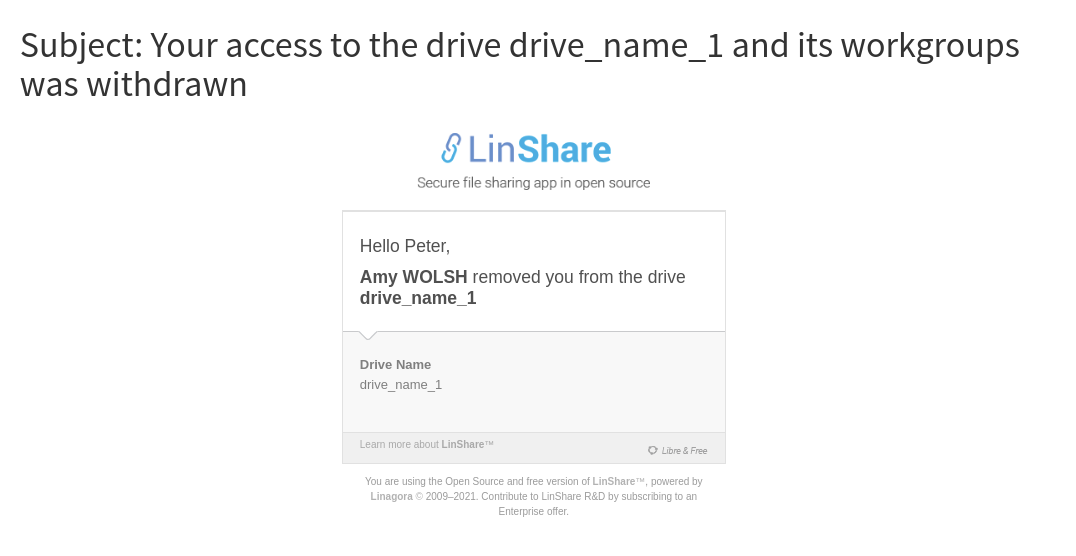 Subject: Your access to the drive drive_name_1 and its workgroups
was withdrawn
LinShare
Secure file sharing app in open source
Hello Peter,
Amy WOLSH removed you from the drive
drive_name_1
Drive Name
drive_name_1
Learn more about LinShare™
Libre & Free
You are using the Open Source and free version of LinShare™, powered by
Linagora © 2009–2021. Contribute to LinShare R&D by subscribing to an
Enterprise offer.